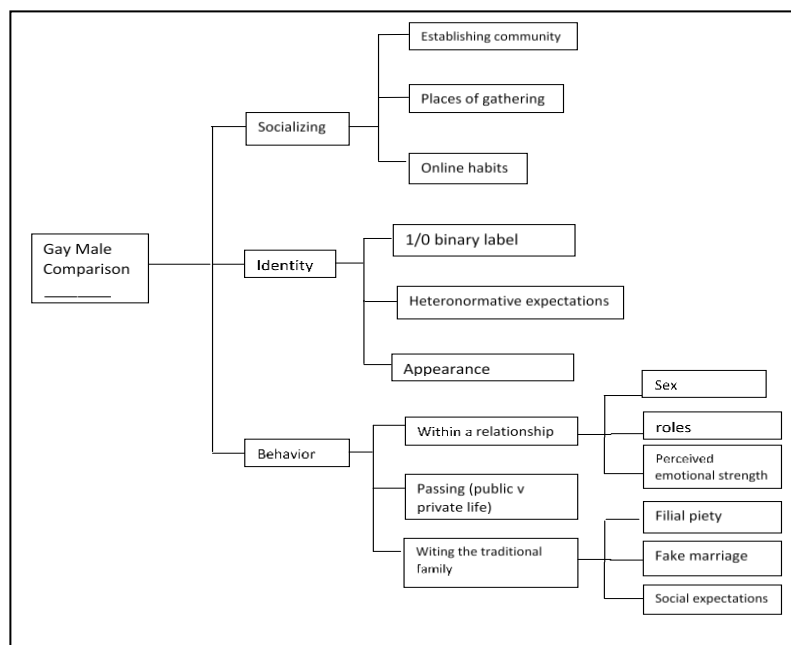 Gay Male
Comparison
_______
Socializing
Establishing community
Places of gathering
Online habits
Identity
1/0 binary label
Heteronormative expectations
Appearance
Behavior
Within a relationship
Sex
roles
Perceived
emotional strength
Passing (public v
private life)
Witing the traditional
family
Filial piety
Fake marriage
Social expectations